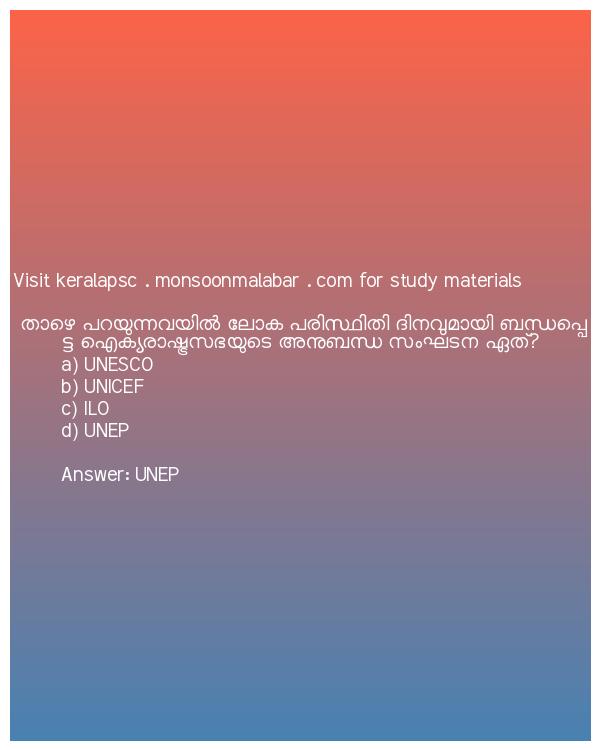 Visit keralapsc . monsoonmalabar . com for study materials
താഴെ പറയുന്നവയിൽ ലോക പരിസ്ഥിതി ദിനവുമായി ബന്ധപ്പെ
ട്ട ഐക്യരാഷ്ട്രസഭയുടെ അനുബന്ധ സംഘടന ഏത്?
a) UNESCO
b) UNICEF
c) ILO
d) UNEP
Answer: UNEP